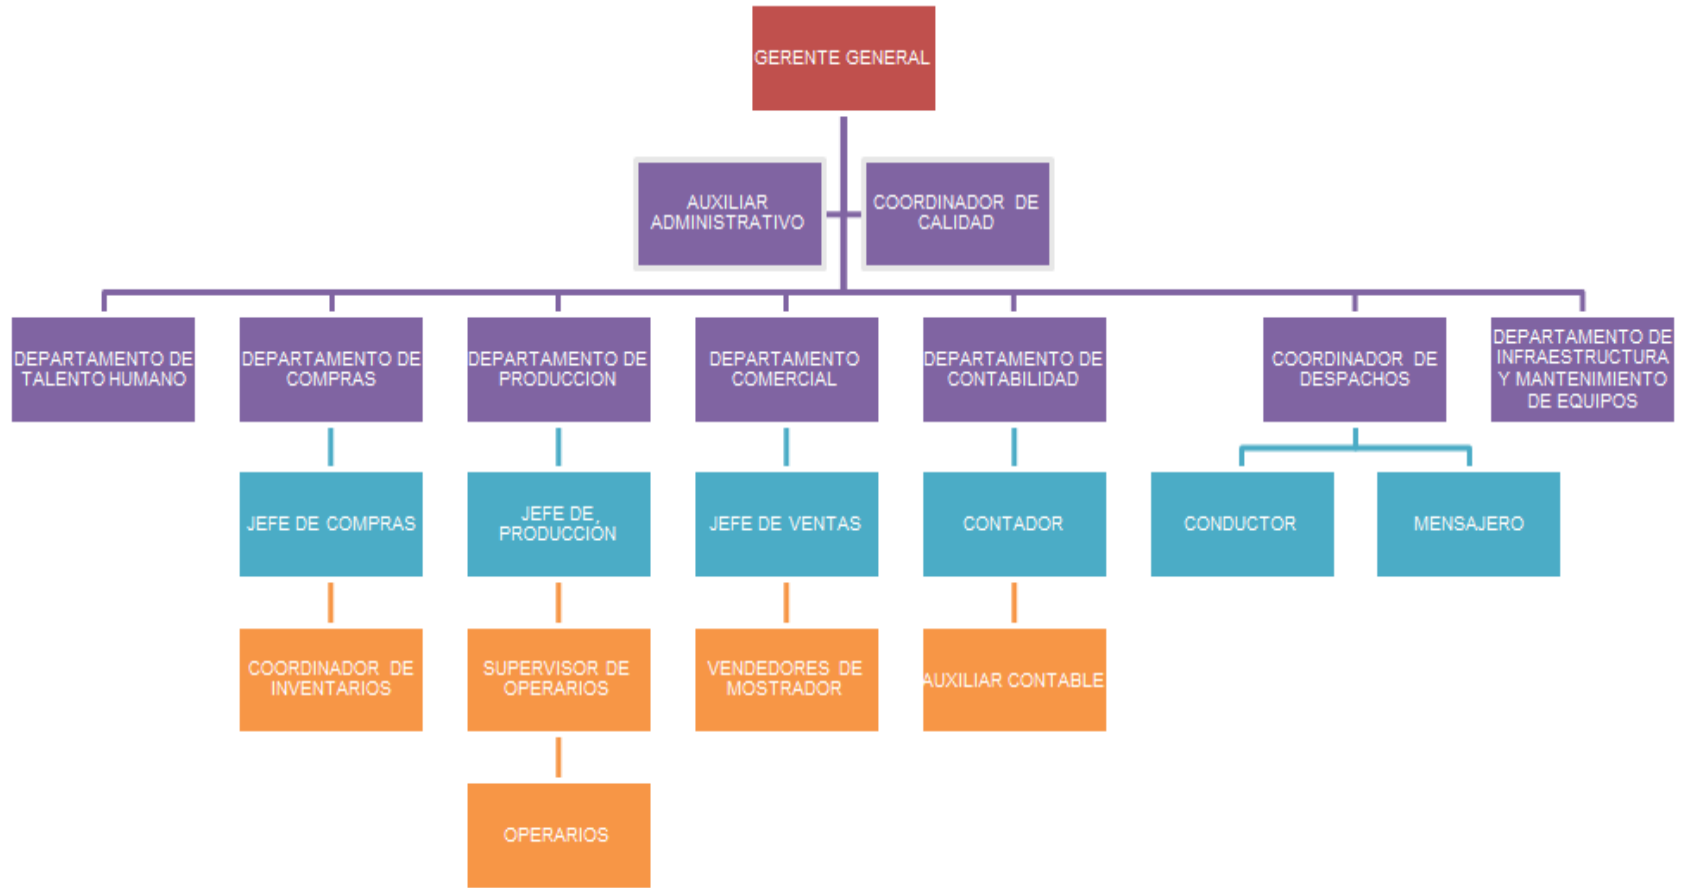 GERENTE GENERAL
AUXILIAR
ADMINISTRATIVO
COORDINADOR DE
CALIDAD
DEPARTAMENTO DE
TALENTO HUMANO
DEPARTAMENTO DE
COMPRAS
DEPARTAMENTO DE
PRODUCCION
DEPARTAMENTO
COMERCIAL
DEPARTAMENTO DE
CONTABILIDAD
COORDINADOR DE
DESPACHOS
DEPARTAMENTO DE
INFRAESTRUCTURA
Y MANTENIMIENTO
DE EQUIPOS
JEFE DE COMPRAS
JEFE DE
PRODUCCIÓN
JEFE DE VENTAS
CONTADOR
CONDUCTOR
MENSAJERO
COORDINADOR DE
INVENTARIOS
SUPERVISOR DE
OPERARIOS
VENDEDORES DE
MOSTRADOR
AUXILIAR CONTABLE
OPERARIOS